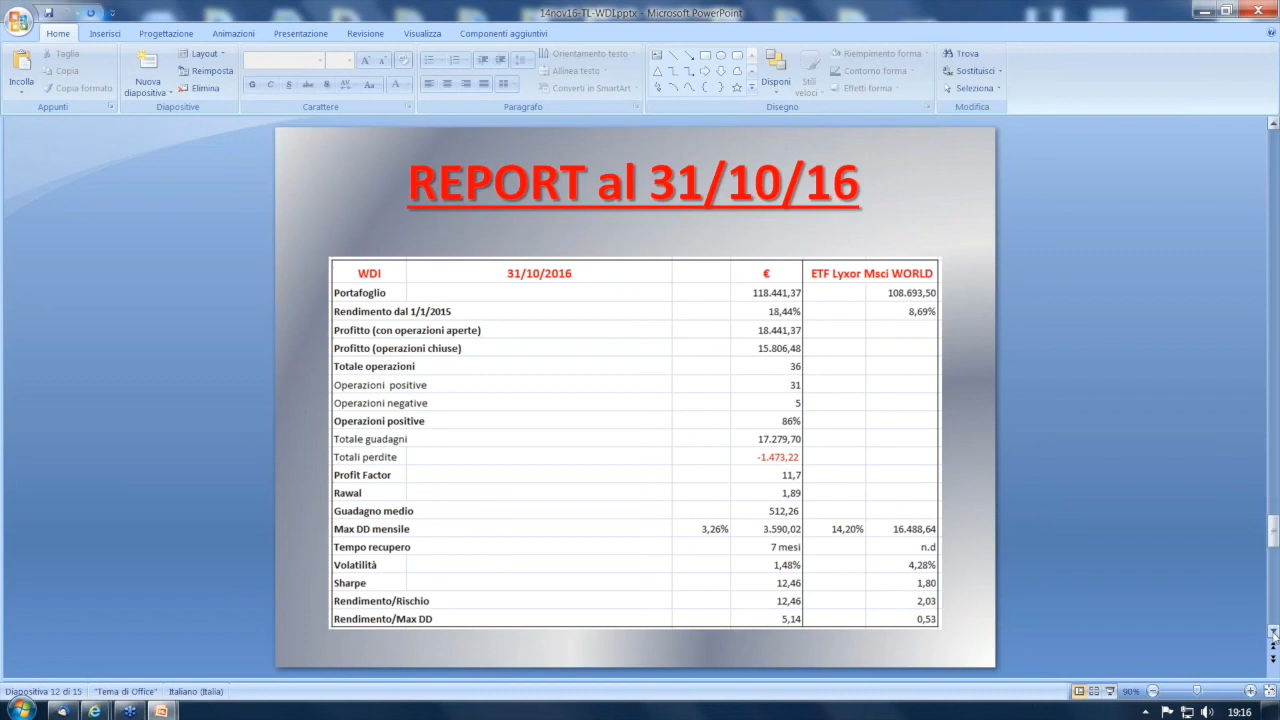 14nov16-TL-WDI.pptx - Microsoft PowerPoint
Home Inserisci Progettazione Animazioni Presentazione Revisione Visualizza Componenti aggiuntivi
Incolla
Taglia
Copia
Copia formato
Appunti
Nuova
diapositiva
Layout
Reimposta
Elimina
Diapositive
G C S abc S AV Aa A
Carattere
Paragrafo
Orientamento testo
Allinea testo
Converti in SmartArt
Disponi
Stili
veloci
Riempimento forma
Contorno forma
Effetti forma
Disegno
Trova
Sostituisci
Seleziona
Modifica
REPORT al 31/10/16
WDI 31/10/2016 € ETF Lyxor Msci WORLD
Portafoglio 118.441,37 108.693,50
Rendimento dal 1/1/2015 18,44% 8,69%
Profitto (con operazioni aperte) 18.441,37
Profitto (operazioni chiuse) 15.806,48
Totale operazioni 36
Operazioni positive 31
Operazioni negative 5
Operazioni positive 86%
Totale guadagni 17.279,70
Totali perdite -1.473,22
Profit Factor 11,7
Rawal 1,89
Guadagno medio 512,26
Max DD mensile 3,26% 3.590,02 14,20% 16.488,64
Tempo recupero 7 mesi n.d
Volatilità 1,48% 4,28%
Sharpe 12,46 1,80
Rendimento/Rischio 12,46 2,03
Rendimento/Max DD 5,14 0,53
Diapositiva 12 di 15 "Tema di Office" Italiano (Italia) 90%
19:16